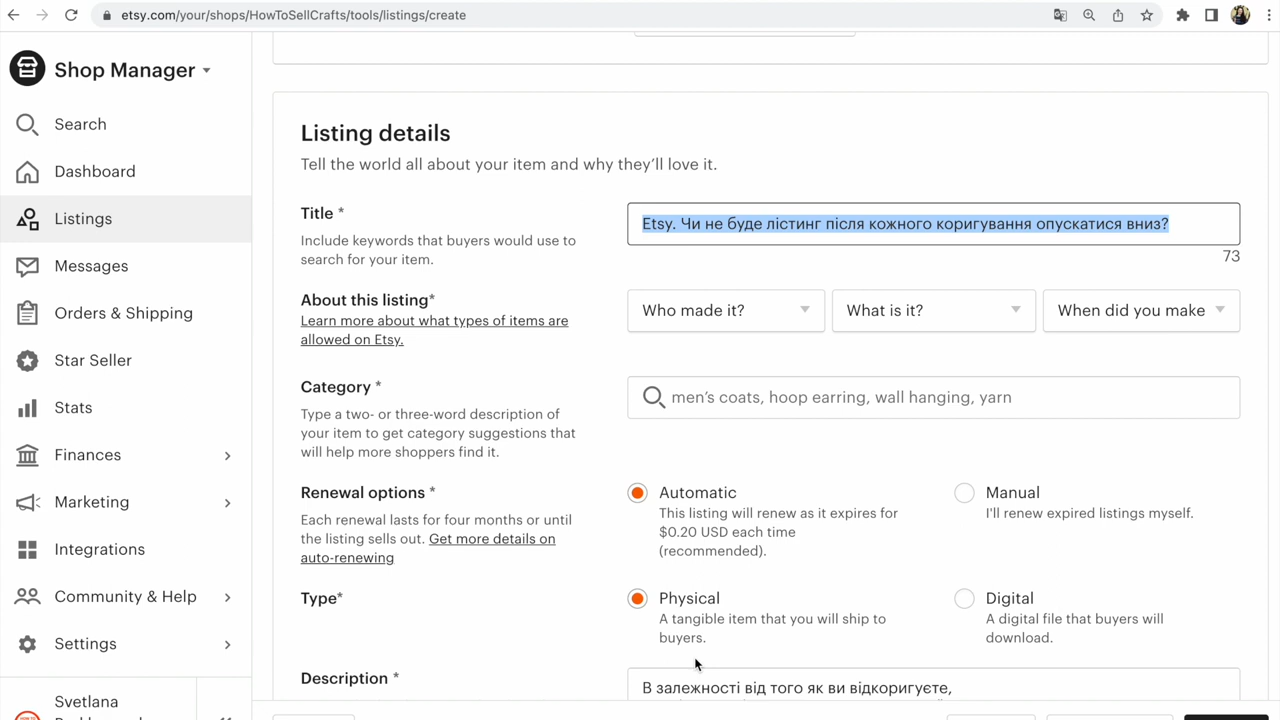 etsy.com/your/shops/HowToSellCrafts/tools/listings/create
Shop Manager
Search
Dashboard
Listings
Messages
Orders & Shipping
Star Seller
Stats
Finances
Marketing
Integrations
Community & Help
Settings
Svetlana
Listing details
Tell the world all about your item and why they’ll love it.
Title *
Include keywords that buyers would use to
search for your item.
Etsy. Чи не буде лістинг після кожного коригування опускатися вниз?
73
About this listing*
Learn more about what types of items are
allowed on Etsy.
Who made it?
What is it?
When did you make
Category *
Type a two- or three-word description of
your item to get category suggestions that
will help more shoppers find it.
men’s coats, hoop earring, wall hanging, yarn
Renewal options *
Each renewal lasts for four months or until
the listing sells out. Get more details on
auto-renewing
Automatic
This listing will renew as it expires for
$0.20 USD each time
(recommended).
Manual
I'll renew expired listings myself.
Type*
Physical
A tangible item that you will ship to
buyers.
Digital
A digital file that buyers will
download.
Description *
В залежності від того як ви відкоригуєте,